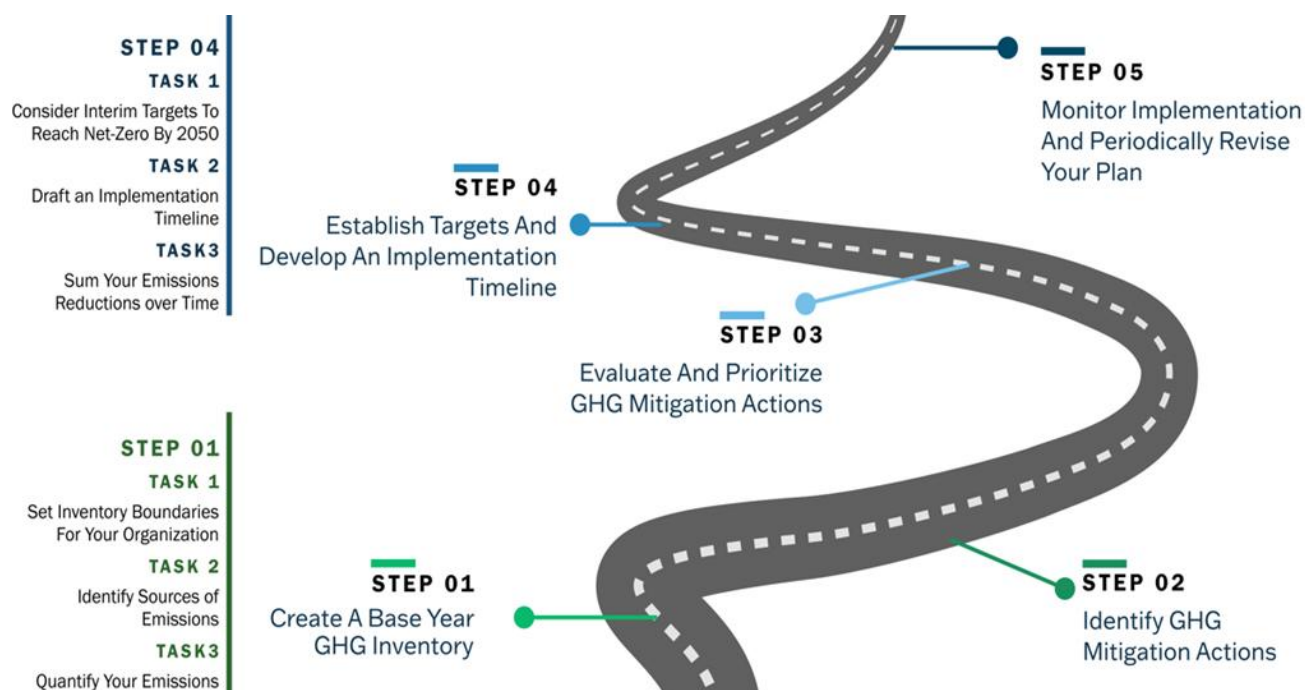 STEP 04
TASK 1
Consider Interim Targets To
Reach Net-Zero By 2050
TASK 2
Draft an Implementation
Timeline
TASK3
Sum Your Emissions
Reductions over Time
STEP 05
Monitor Implementation
And Periodically Revise
Your Plan
STEP 04
Establish Targets And
Develop An Implementation
Timeline
STEP 03
Evaluate And Prioritize
GHG Mitigation Actions
STEP 01
TASK 1
Set Inventory Boundaries
For Your Organization
TASK 2
Identify Sources of
Emissions
TASK3
Quantify Your Emissions
STEP 01
Create A Base Year
GHG Inventory
STEP 02
Identify GHG
Mitigation Actions